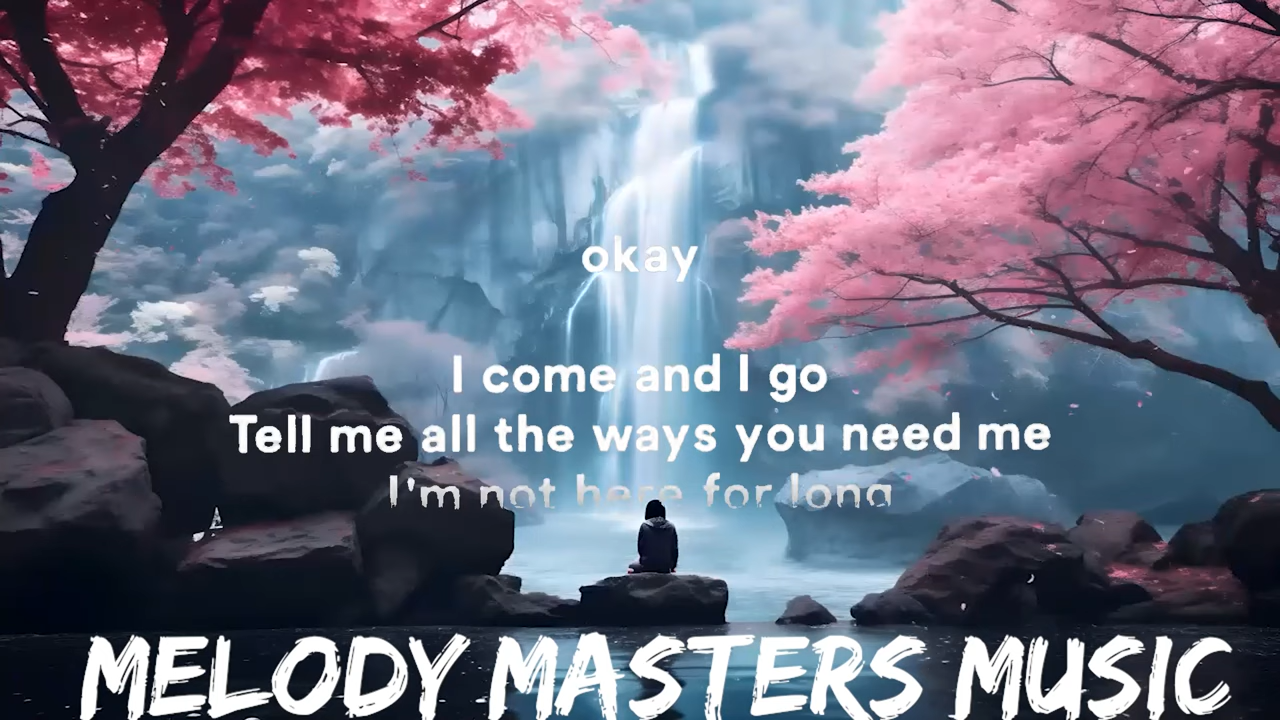 okay
I come and I go
Tell me all the ways you need me
I'm not here for long
MELODY MASTERS MUSIC